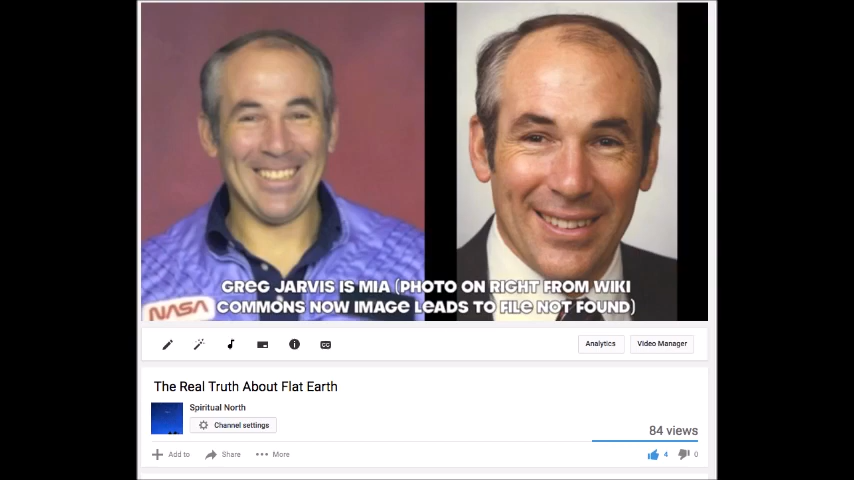 GREG JARVIS IS MIA (PHOTO ON RIGHT FROM WIKI
COMMONS NOW IMAGE LEADS TO FILE NOT FOUND)
NASA
CC
Analytics
Video Manager
The Real Truth About Flat Earth
Spiritual North
Channel settings
84 views
Add to
Share
More
4
0